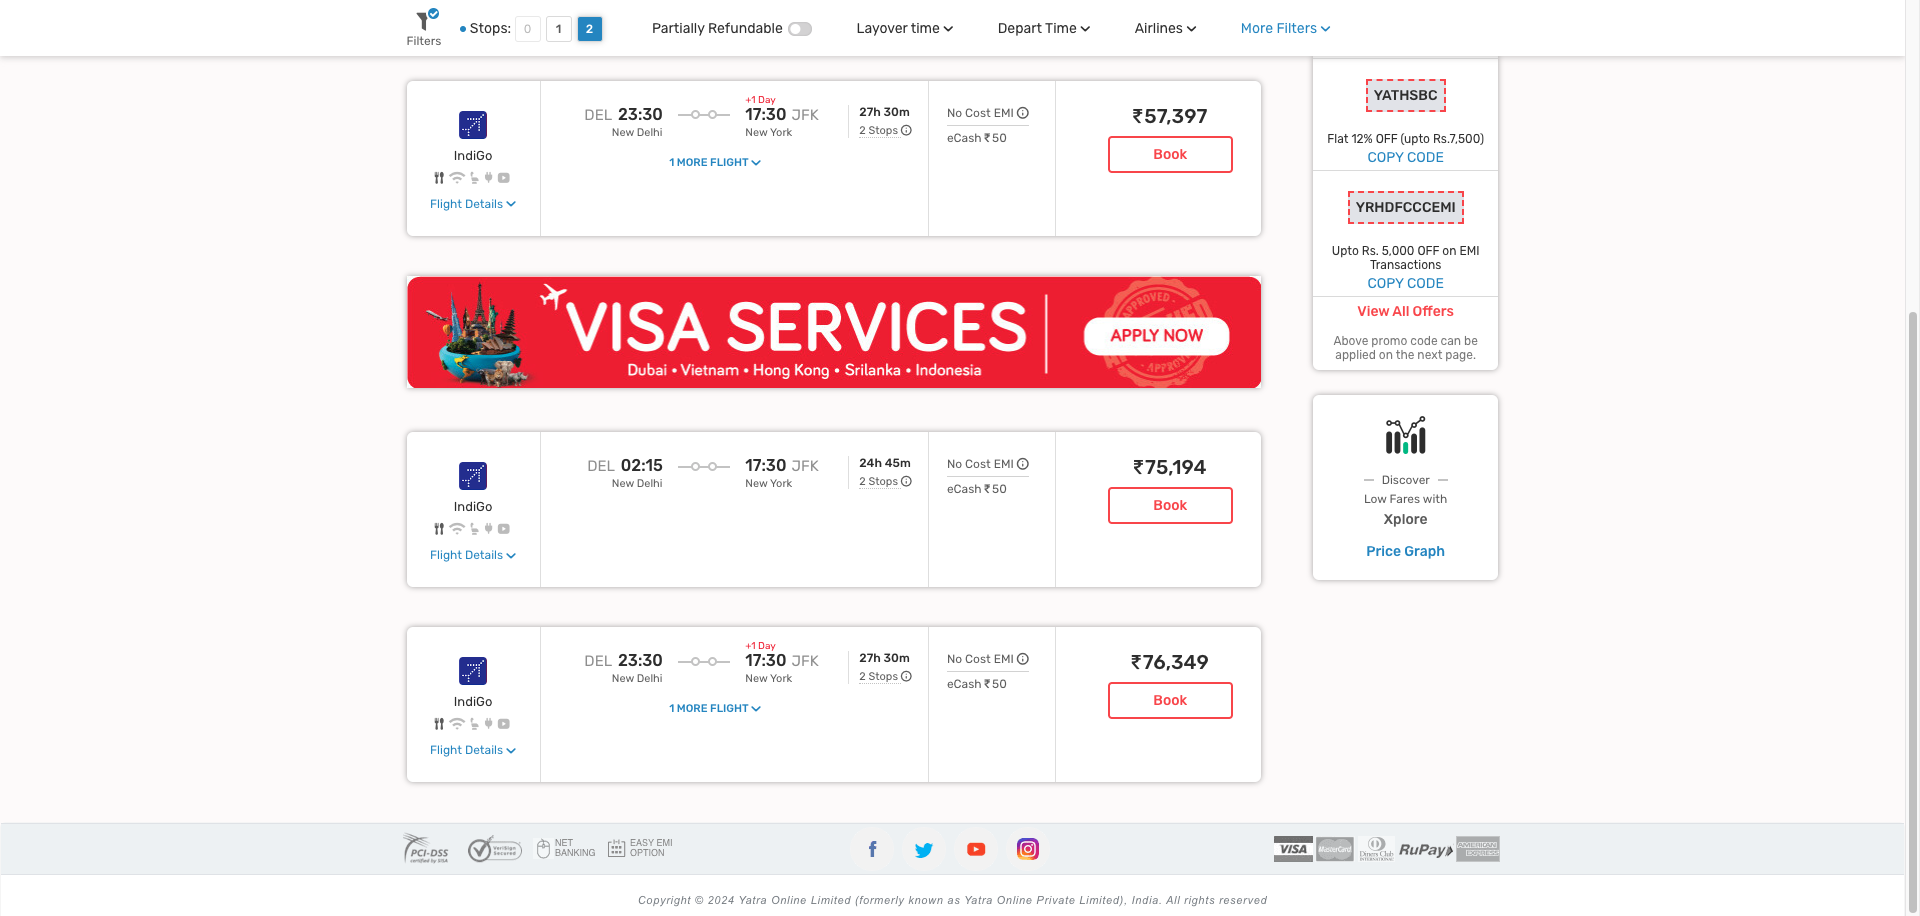 Filters
Stops: 0 1 2
Partially Refundable
Layover time
Depart Time
Airlines
More Filters
IndiGo
Flight Details
DEL 23:30
New Delhi
+1 Day
17:30 JFK
New York
1 MORE FLIGHT
27h 30m
2 Stops
No Cost EMI
eCash ₹50
₹57,397
Book
VISA SERVICES
Dubai • Vietnam • Hong Kong • Srilanka • Indonesia
APPROVED
APPLY NOW
IndiGo
Flight Details
DEL 02:15
New Delhi
17:30 JFK
New York
24h 45m
2 Stops
No Cost EMI
eCash ₹50
₹75,194
Book
IndiGo
Flight Details
DEL 23:30
New Delhi
+1 Day
17:30 JFK
New York
1 MORE FLIGHT
27h 30m
2 Stops
No Cost EMI
eCash ₹50
₹76,349
Book
YATHSBC
Flat 12% OFF (upto Rs.7,500)
COPY CODE
YRHDFCCCEMI
Upto Rs. 5,000 OFF on EMI
Transactions
COPY CODE
View All Offers
Above promo code can be
applied on the next page.
Discover
Low Fares with
Xplore
Price Graph
PCI-DSS
certified by SISA
VeriSign
Secured
NET
BANKING
EASY EMI
OPTION
VISA
MasterCard
Diners Club
INTERNATIONAL
RuPay
AMERICAN
EXPRESS
Copyright © 2024 Yatra Online Limited (formerly known as Yatra Online Private Limited), India. All rights reserved